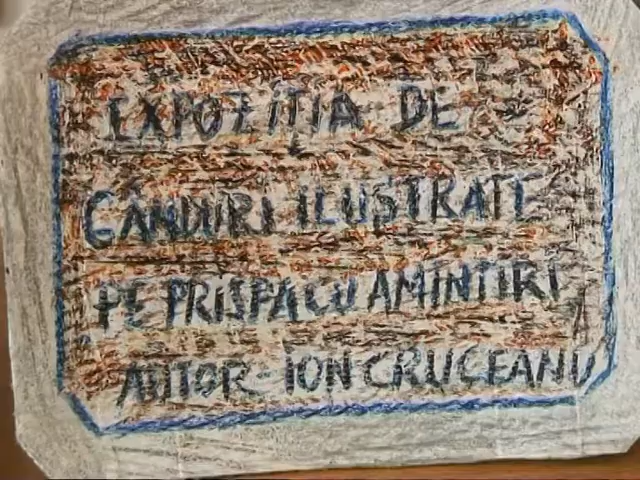 EXPOZIȚIA DE
GÂNDURI ILUSTRATE
PE PRISPA CU AMINTIRI
AUTOR- ION CRUCEANU